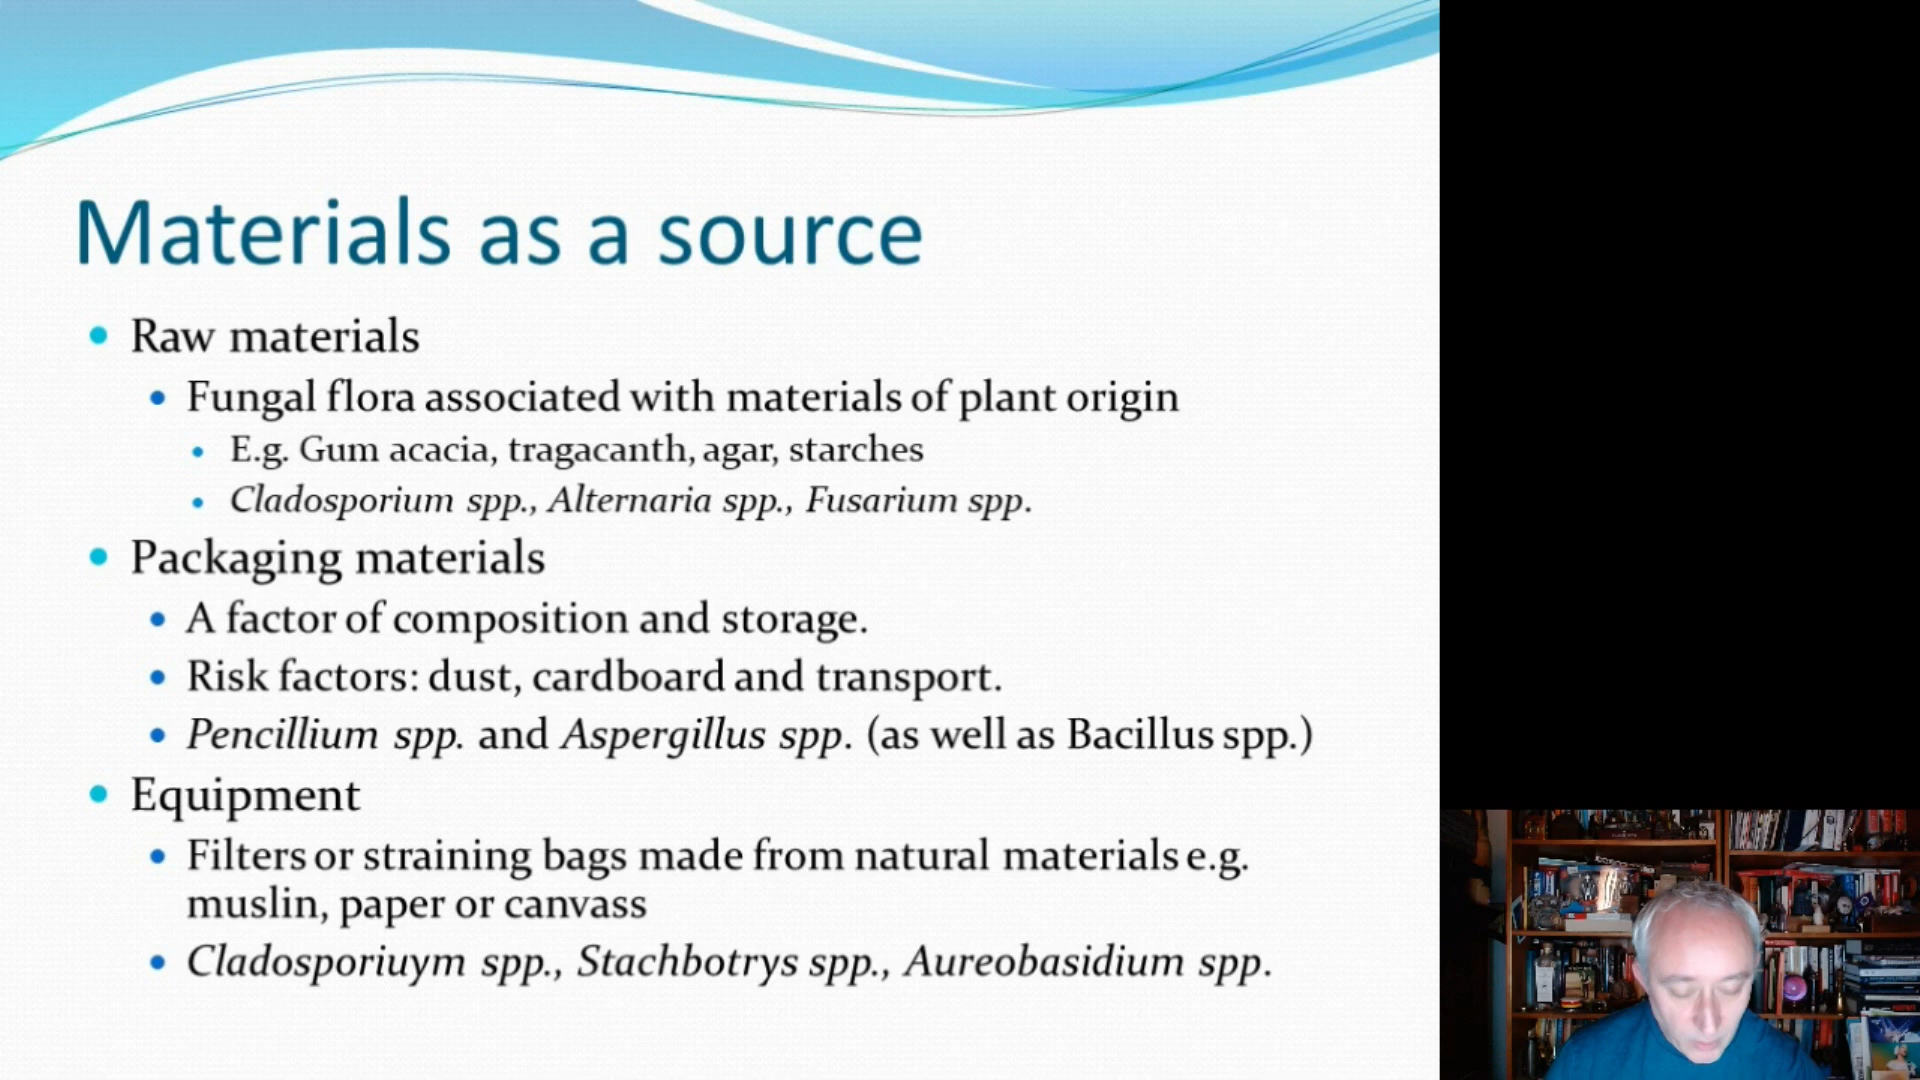 Materials as a source
Raw materials
Fungal flora associated with materials of plant origin
E.g. Gum acacia, tragacanth, agar, starches
Cladosporium spp., Alternaria spp., Fusarium spp.
Packaging materials
A factor of composition and storage.
Risk factors: dust, cardboard and transport.
Pencillium spp. and Aspergillus spp. (as well as Bacillus spp.)
Equipment
Filters or straining bags made from natural materials e.g.
muslin, paper or canvass
Cladosporiuym spp., Stachbotrys spp., Aureobasidium spp.